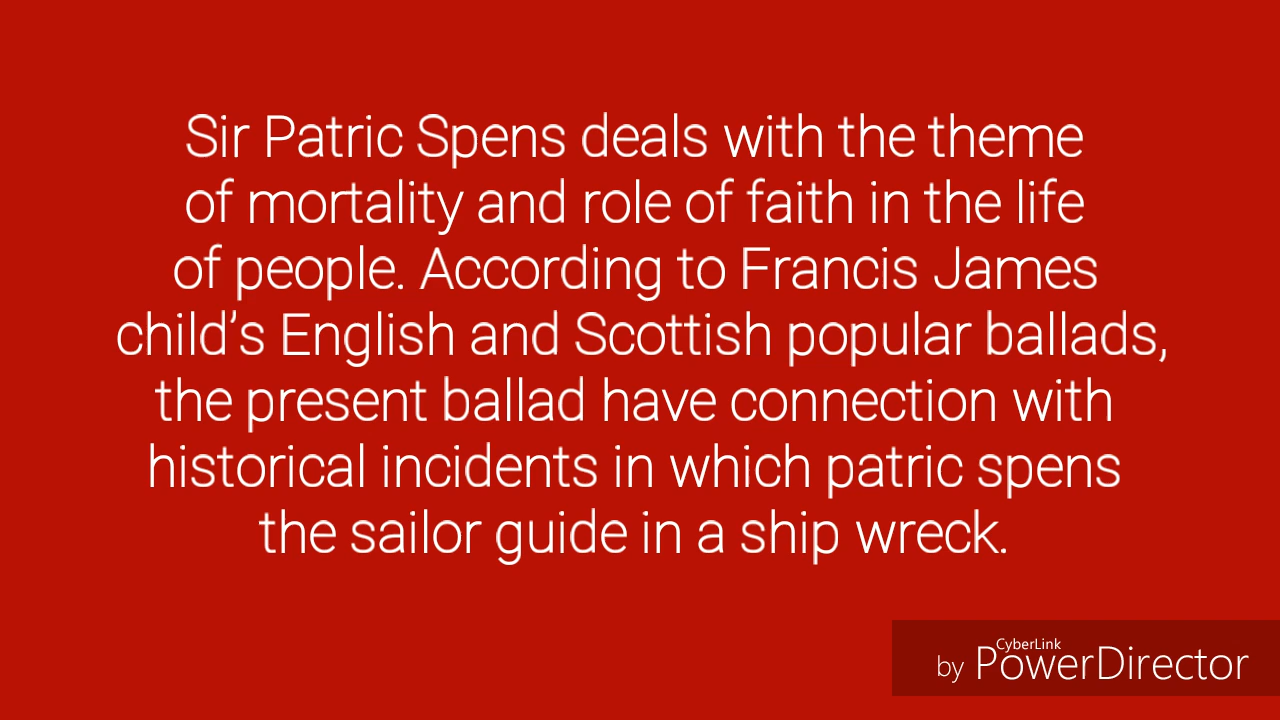 Sir Patric Spens deals with the theme
of mortality and role of faith in the life
of people. According to Francis James
child’s English and Scottish popular ballads,
the present ballad have connection with
historical incidents in which patric spens
the sailor guide in a ship wreck.
CyberLink
by PowerDirector